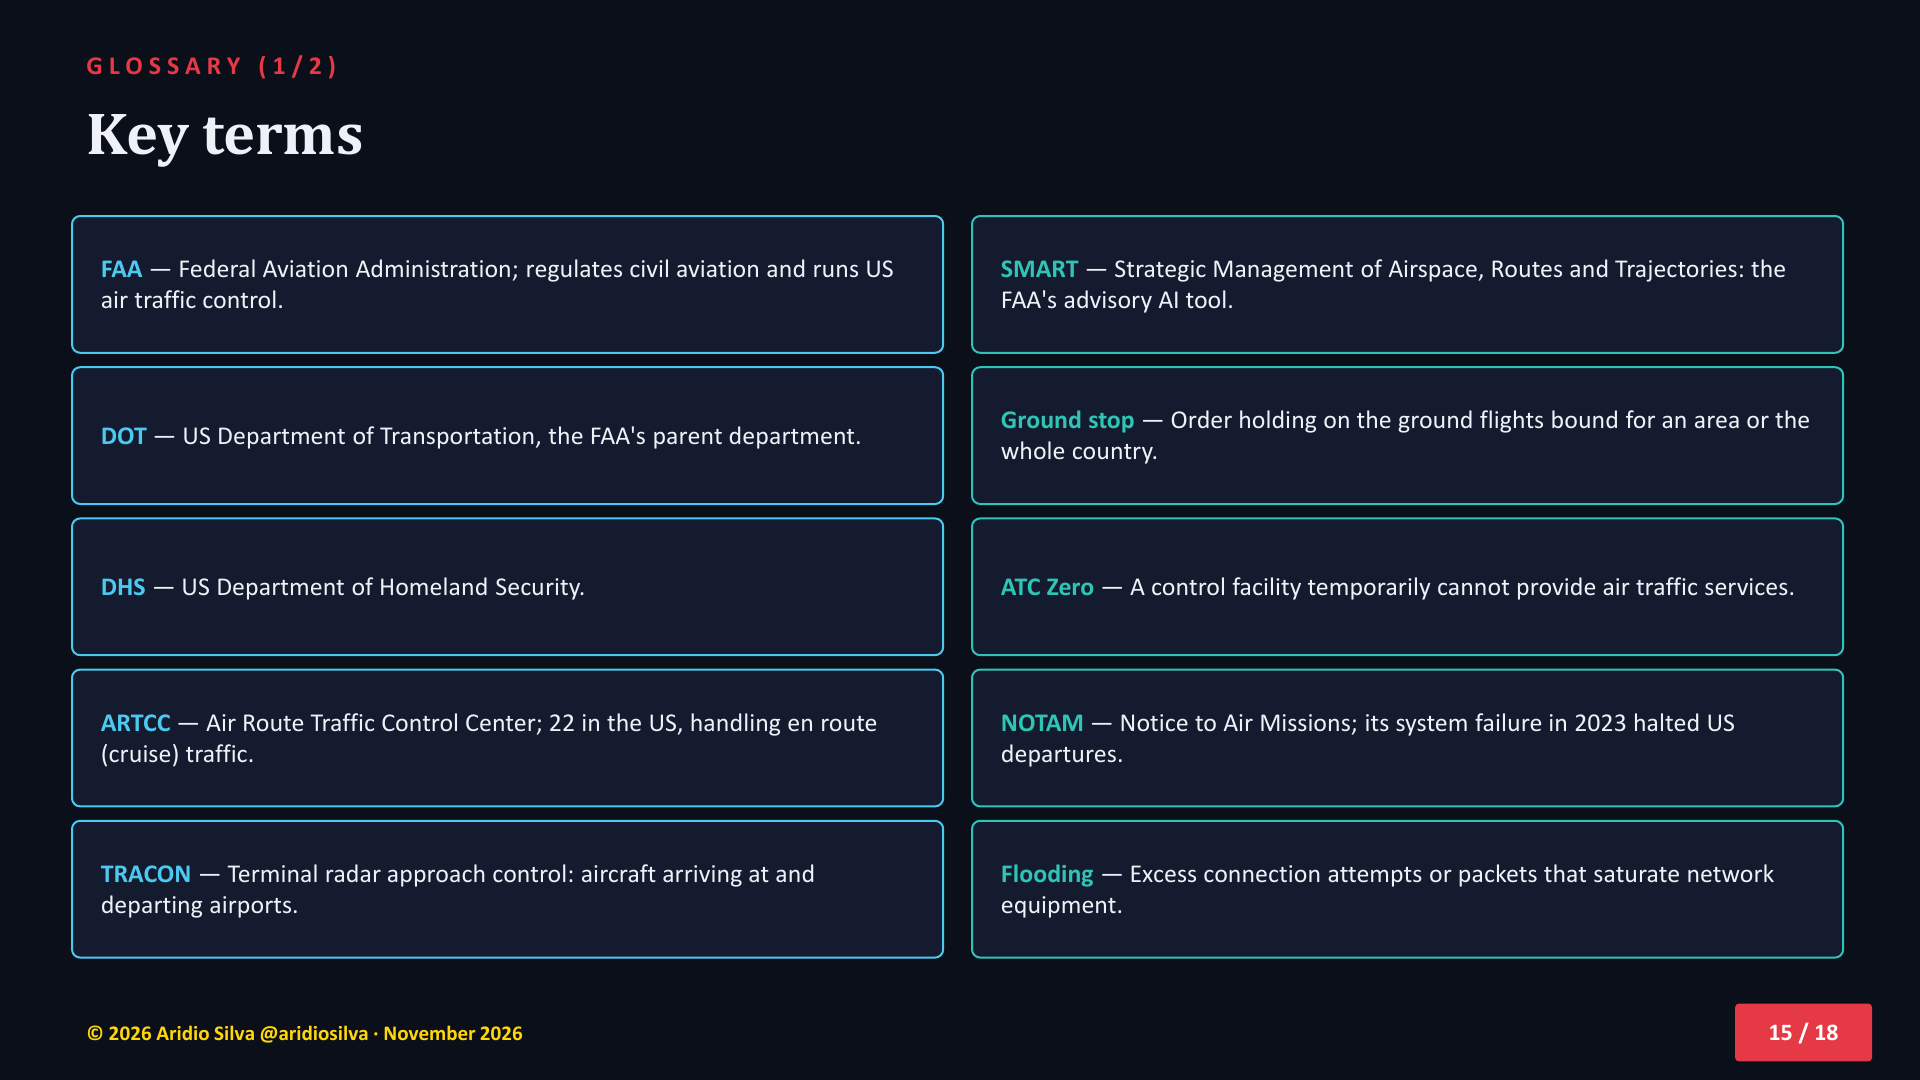 GLOSSARY (1/2)
Key terms
FAA — Federal Aviation Administration; regulates civil aviation and runs US
air traffic control.
DOT — US Department of Transportation, the FAA's parent department.
DHS — US Department of Homeland Security.
ARTCC — Air Route Traffic Control Center; 22 in the US, handling en route
(cruise) traffic.
TRACON — Terminal radar approach control: aircraft arriving at and
departing airports.
SMART — Strategic Management of Airspace, Routes and Trajectories: the
FAA's advisory AI tool.
Ground stop — Order holding on the ground flights bound for an area or the
whole country.
ATC Zero — A control facility temporarily cannot provide air traffic services.
NOTAM — Notice to Air Missions; its system failure in 2023 halted US
departures.
Flooding — Excess connection attempts or packets that saturate network
equipment.
© 2026 Aridio Silva @aridiosilva · November 2026
15 / 18